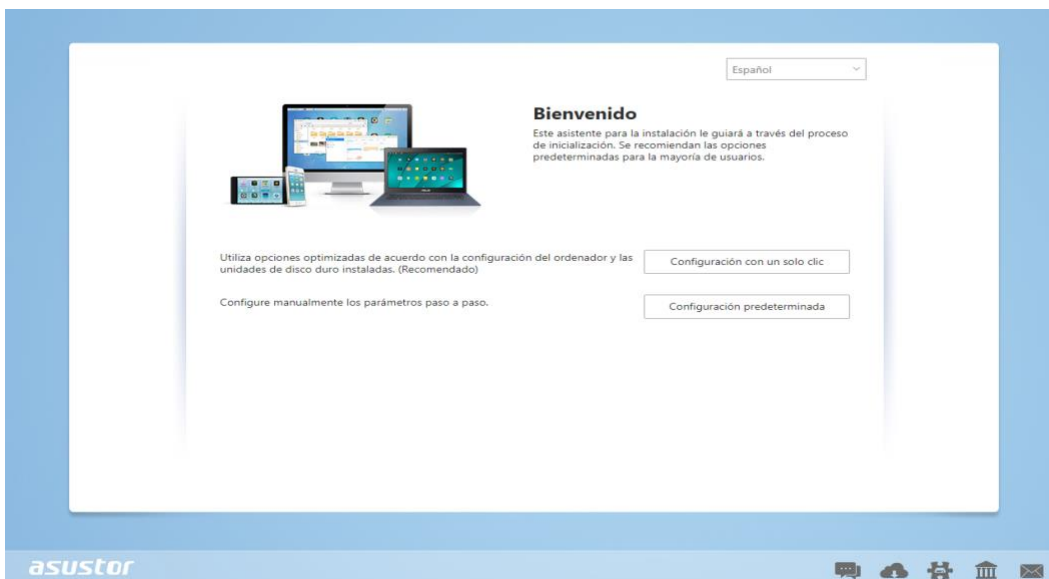 Español
Bienvenido
Este asistente para la instalación le guiará a través del proceso
de inicialización. Se recomiendan las opciones
predeterminadas para la mayoría de usuarios.
Utiliza opciones optimizadas de acuerdo con la configuración del ordenador y las
unidades de disco duro instaladas. (Recomendado)
Configuración con un solo clic
Configure manualmente los parámetros paso a paso.
Configuración predeterminada
asustor